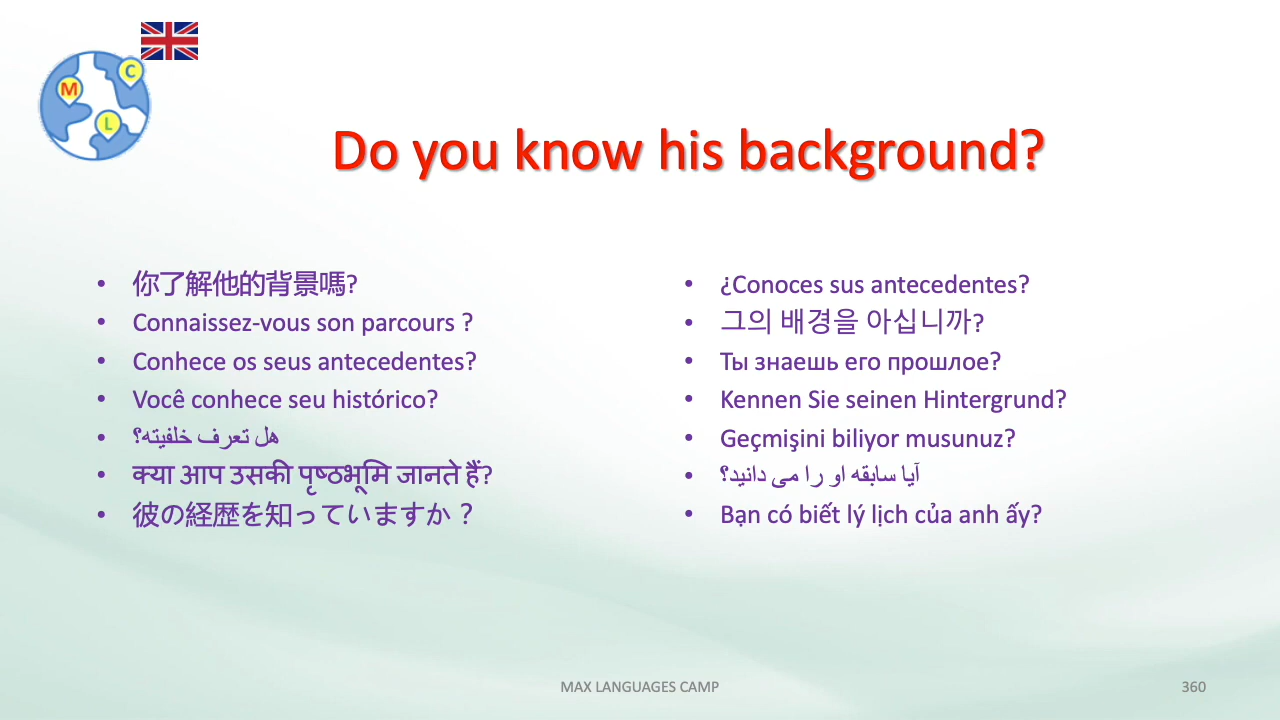 M
C
L
Do you know his background?
你了解他的背景嗎?
Connaissez-vous son parcours ?
Conhece os seus antecedentes?
Você conhece seu histórico?
هل تعرف خلفيته؟
क्या आप उसकी पृष्ठभूमि जानते हैं?
彼の経歴を知っていますか？
¿Conoces sus antecedentes?
그의 배경을 아십니까?
Ты знаешь его прошлое?
Kennen Sie seinen Hintergrund?
Geçmişini biliyor musunuz?
آیا سابقه او را می دانید؟
Bạn có biết lý lịch của anh ấy?
MAX LANGUAGES CAMP
360